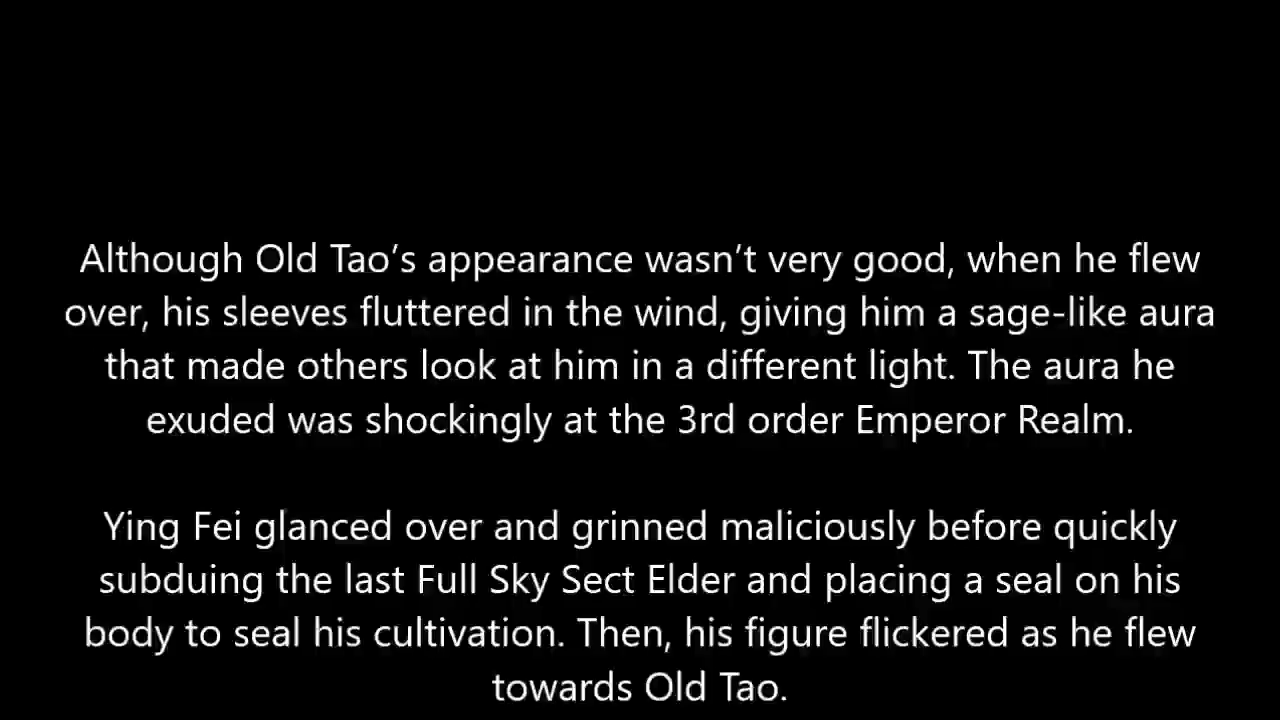 Although Old Tao’s appearance wasn’t very good, when he flew
over, his sleeves fluttered in the wind, giving him a sage-like aura
that made others look at him in a different light. The aura he
exuded was shockingly at the 3rd order Emperor Realm.
Ying Fei glanced over and grinned maliciously before quickly
subduing the last Full Sky Sect Elder and placing a seal on his
body to seal his cultivation. Then, his figure flickered as he flew
towards Old Tao.